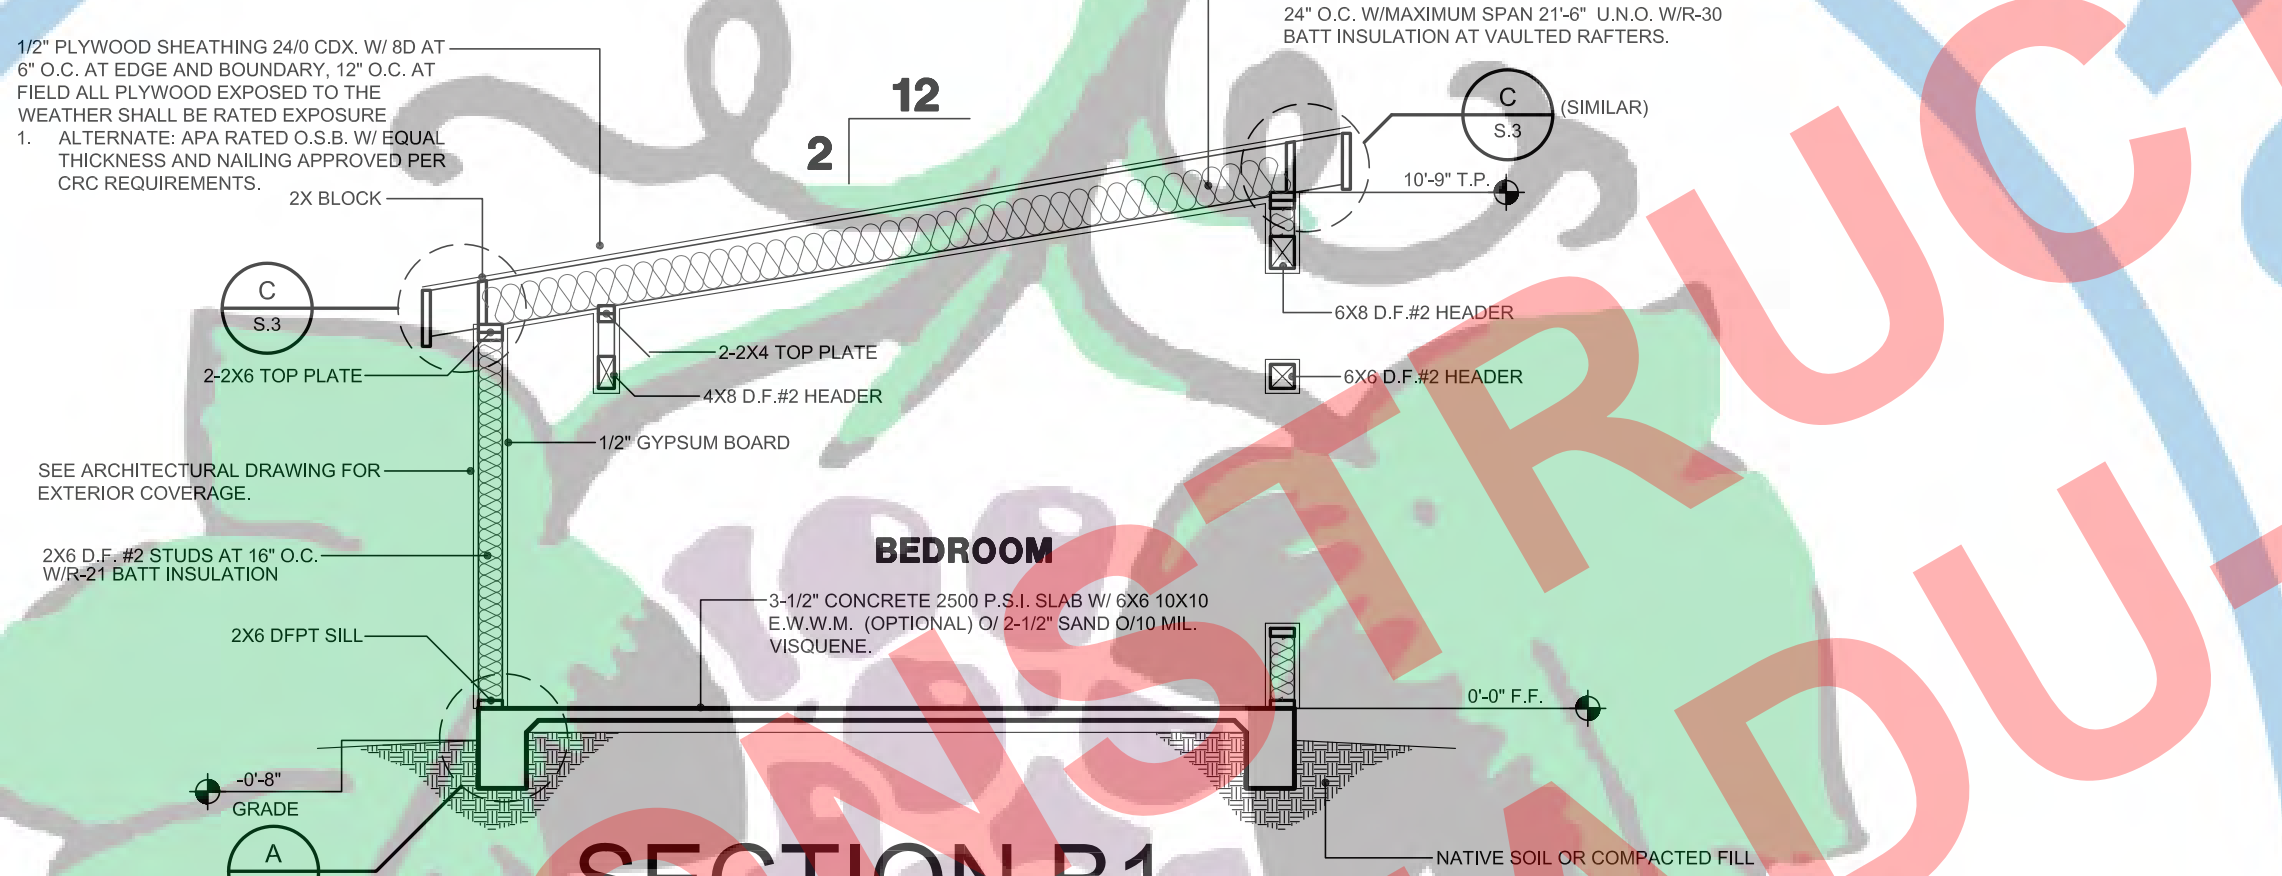 24" O.C. W/MAXIMUM SPAN 21'-6" U.N.O. W/R-30
BATT INSULATION AT VAULTED RAFTERS.
1/2" PLYWOOD SHEATHING 24/0 CDX. W/ 8D AT
6" O.C. AT EDGE AND BOUNDARY, 12" O.C. AT
FIELD ALL PLYWOOD EXPOSED TO THE
WEATHER SHALL BE RATED EXPOSURE
1. ALTERNATE: APA RATED O.S.B. W/ EQUAL
THICKNESS AND NAILING APPROVED PER
CRC REQUIREMENTS.
2X BLOCK
12
2
C
S.3
(SIMILAR)
10'-9" T.P.
C
S.3
6X8 D.F.#2 HEADER
2-2X4 TOP PLATE
2-2X6 TOP PLATE
6X6 D.F.#2 HEADER
4X8 D.F.#2 HEADER
1/2" GYPSUM BOARD
SEE ARCHITECTURAL DRAWING FOR
EXTERIOR COVERAGE.
BEDROOM
2X6 D.F. #2 STUDS AT 16" O.C.
W/R-21 BATT INSULATION
3-1/2" CONCRETE 2500 P.S.I. SLAB W/ 6X6 10X10
E.W.W.M. (OPTIONAL) O/ 2-1/2" SAND O/10 MIL.
VISQUENE.
2X6 DFPT SILL
0'-0" F.F.
-0'-8"
GRADE
A
SECTION B1
NATIVE SOIL OR COMPACTED FILL
NSTRUCT
ADU-